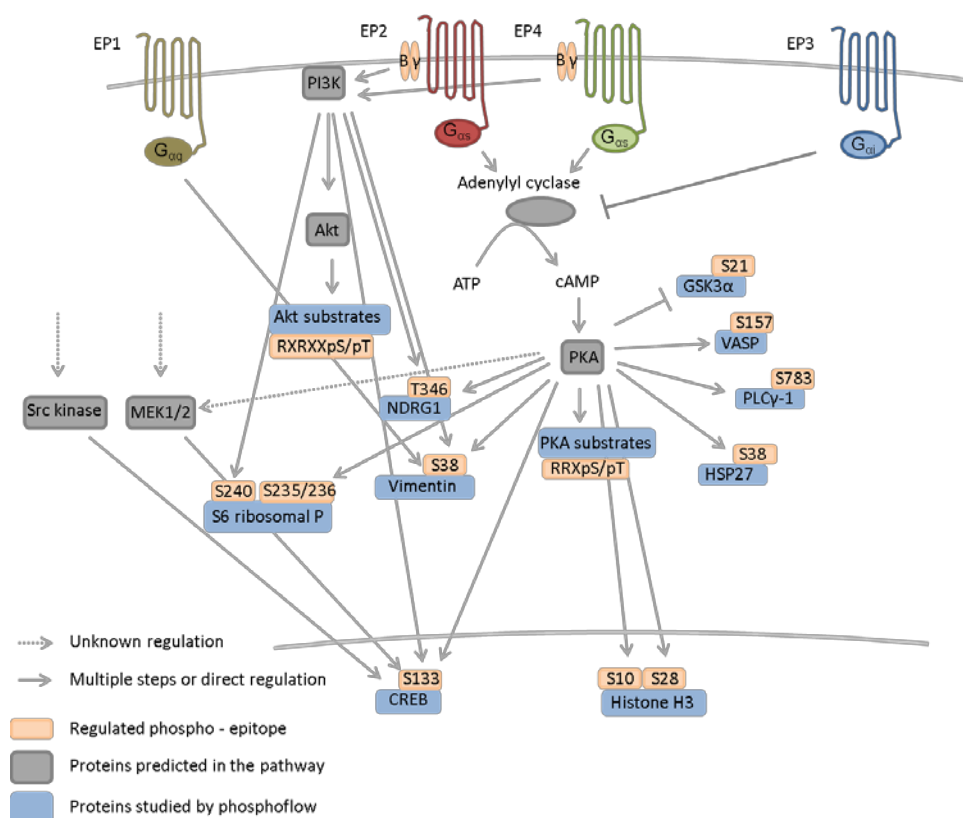 EP1
EP2
EP4
EP3
B γ
B γ
PI3K
Gαq
Gαs
Gαs
Gαi
Adenylyl cyclase
Akt
ATP
cAMP
S21
GSK3α
Akt substrates
RXRXXpS/pT
S157
VASP
PKA
Src kinase
MEK1/2
T346
NDRG1
S783
PLCγ-1
PKA substrates
RRXpS/pT
S38
HSP27
S38
Vimentin
S240
S235/236
S6 ribosomal P
Unknown regulation
Multiple steps or direct regulation
S133
CREB
S10
S28
Histone H3
Regulated phospho - epitope
Proteins predicted in the pathway
Proteins studied by phosphoflow